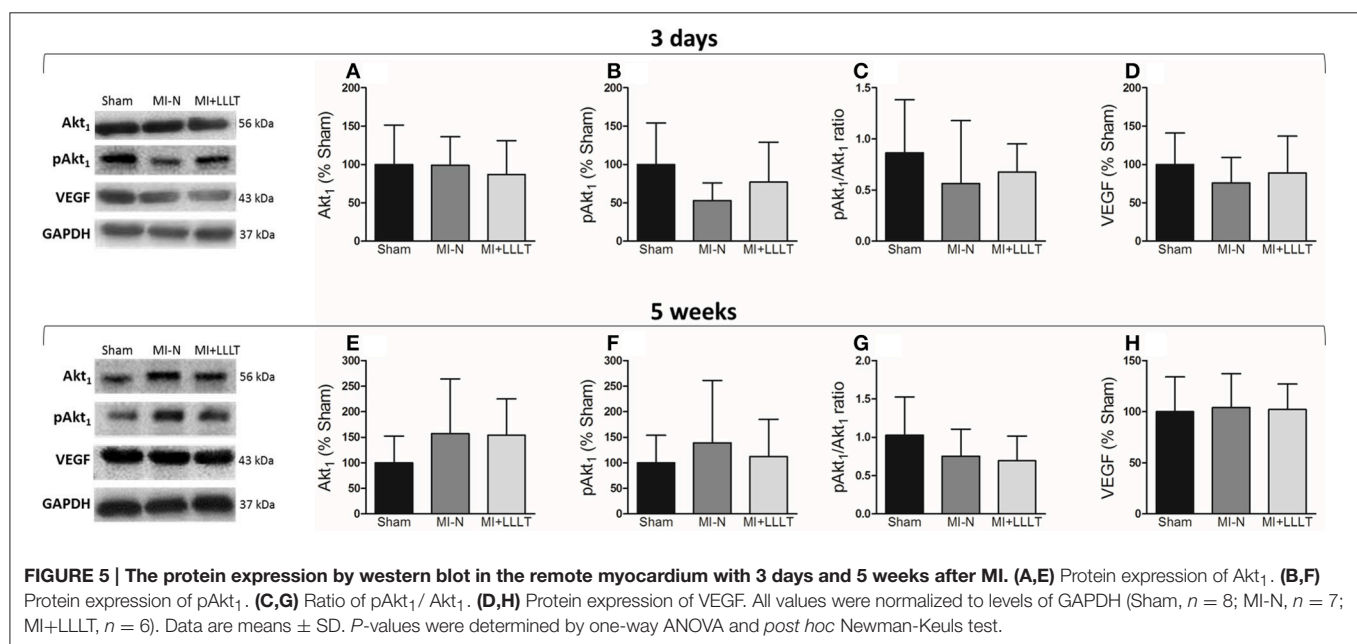 3 days
Sham MI-N MI+LLLT
Akt₁ 56 kDa
pAkt₁
VEGF 43 kDa
GAPDH 37 kDa
A
Akt₁ (% Sham)
200
150
100
50
0
Sham MI-N MI+LLLT
B
pAkt₁ (% Sham)
200
150
100
50
0
Sham MI-N MI+LLLT
C
pAkt₁/Akt₁ ratio
1.5
1.0
0.5
0.0
Sham MI-N MI+LLLT
D
VEGF (% Sham)
200
150
100
50
0
Sham MI-N MI+LLLT
5 weeks
Sham MI-N MI+LLLT
Akt₁ 56 kDa
pAkt₁
VEGF 43 kDa
GAPDH 37 kDa
E
Akt₁ (% Sham)
300
250
200
150
100
50
0
Sham MI-N MI+LLLT
F
pAkt₁ (% Sham)
300
250
200
150
100
50
0
Sham MI-N MI+LLLT
G
pAkt₁/Akt₁ ratio
2.0
1.5
1.0
0.5
0.0
Sham MI-N MI+LLLT
H
VEGF (% Sham)
150
100
50
0
Sham MI-N MI+LLLT
FIGURE 5 | The protein expression by western blot in the remote myocardium with 3 days and 5 weeks after MI. (A,E) Protein expression of Akt₁. (B,F)
Protein expression of pAkt₁. (C,G) Ratio of pAkt₁/ Akt₁. (D,H) Protein expression of VEGF. All values were normalized to levels of GAPDH (Sham, n = 8; MI-N, n = 7;
MI+LLLT, n = 6). Data are means ± SD. P-values were determined by one-way ANOVA and post hoc Newman-Keuls test.